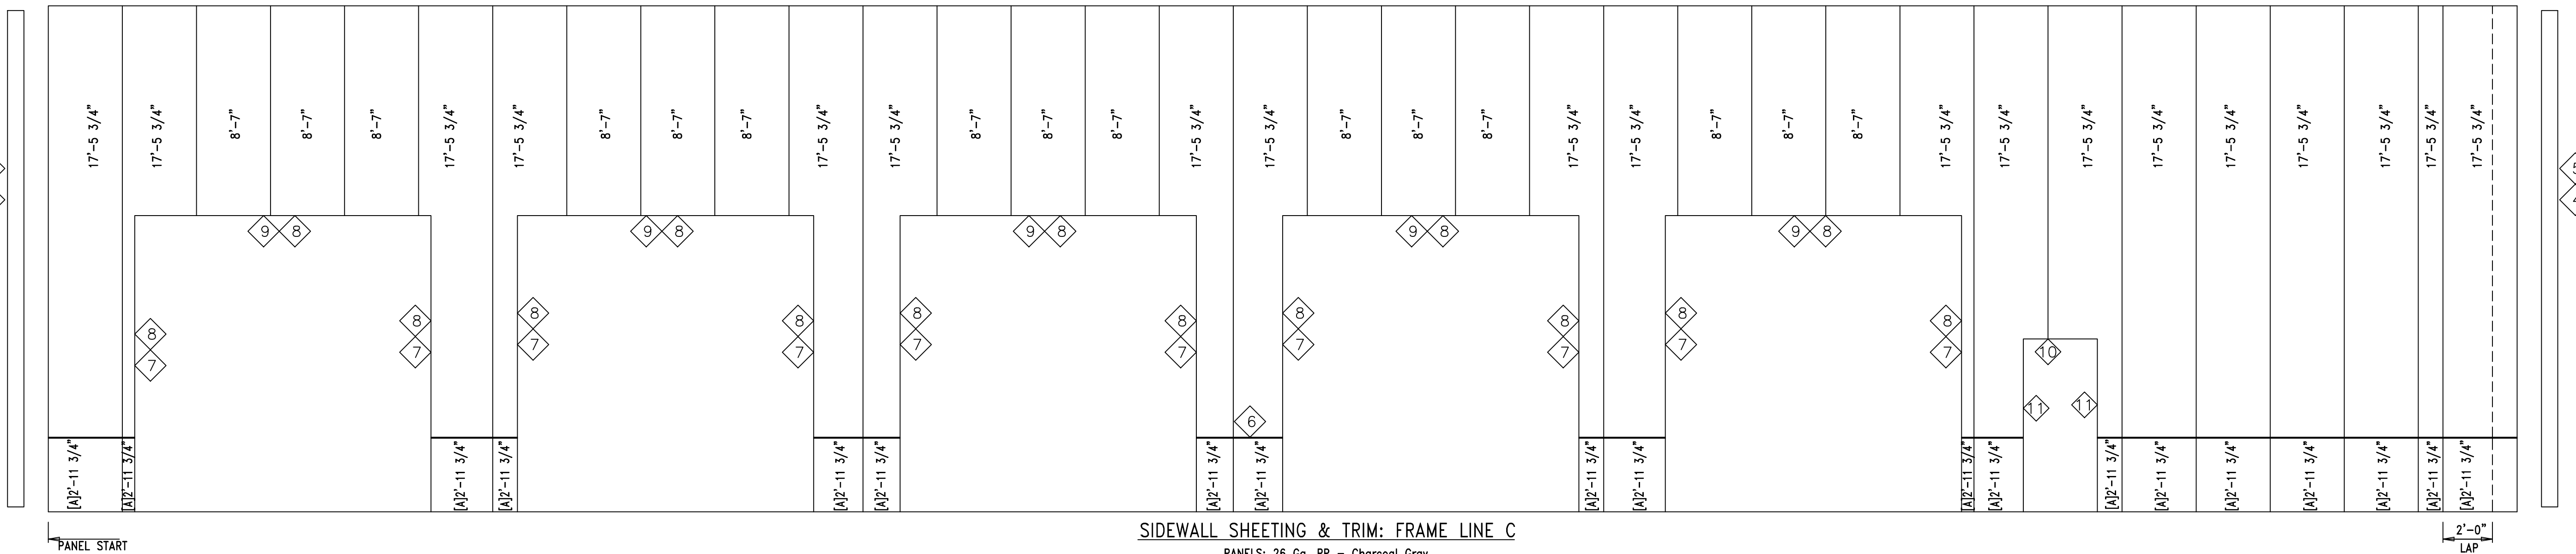 17'-5 3/4" 17'-5 3/4" 8'-7" 8'-7" 8'-7" 17'-5 3/4" 17'-5 3/4" 8'-7" 8'-7" 8'-7" 17'-5 3/4" 17'-5 3/4" 8'-7" 8'-7" 8'-7" 17'-5 3/4" 17'-5 3/4" 8'-7" 8'-7" 8'-7" 17'-5 3/4" 17'-5 3/4" 8'-7" 8'-7" 8'-7" 17'-5 3/4" 17'-5 3/4" 17'-5 3/4" 17'-5 3/4" 17'-5 3/4" 17'-5 3/4" 17'-5 3/4" 17'-5 3/4" 17'-5 3/4"
5
4
9 8 9 8 9 8 9 8 9 8
8 8 8 8 8 8 8 8 8 8
7 7 7 7 7 7 7 7 7 7
10
11 11
6
[A]2'-11 3/4" [A]2'-11 3/4" [A]2'-11 3/4" [A]2'-11 3/4" [A]2'-11 3/4" [A]2'-11 3/4" [A]2'-11 3/4" [A]2'-11 3/4" [A]2'-11 3/4" [A]2'-11 3/4" [A]2'-11 3/4" [A]2'-11 3/4" [A]2'-11 3/4" [A]2'-11 3/4" [A]2'-11 3/4" [A]2'-11 3/4" [A]2'-11 3/4" [A]2'-11 3/4" [A]2'-11 3/4"
PANEL START
SIDEWALL SHEETING & TRIM: FRAME LINE C
2'-0"
LAP
PANELS: 26 Ga. PR - Charcoal Gray